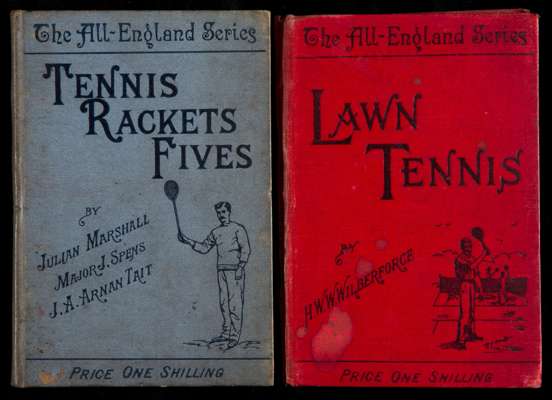 The All-England Series
TENNIS
RACKETS
FIVES
BY
JULIAN MARSHALL
MAJOR J. SPENS
J. A. ARNAN TAIT
PRICE ONE SHILLING
The All-England Series
LAWN
TENNIS
BY
H.W.W.WILBERFORCE
PRICE ONE SHILLING